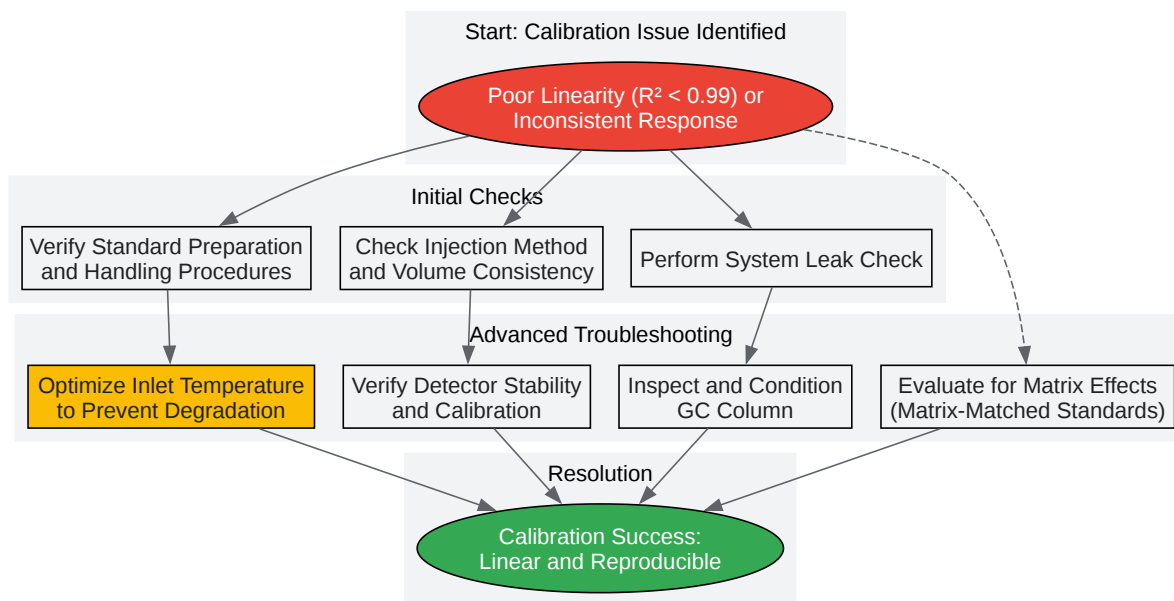 Start: Calibration Issue Identified
Poor Linearity (R² < 0.99) or
Inconsistent Response
Initial Checks
Verify Standard Preparation
and Handling Procedures
Check Injection Method
and Volume Consistency
Perform System Leak Check
Advanced Troubleshooting
Optimize Inlet Temperature
to Prevent Degradation
Verify Detector Stability
and Calibration
Inspect and Condition
GC Column
Evaluate for Matrix Effects
(Matrix-Matched Standards)
Resolution
Calibration Success:
Linear and Reproducible